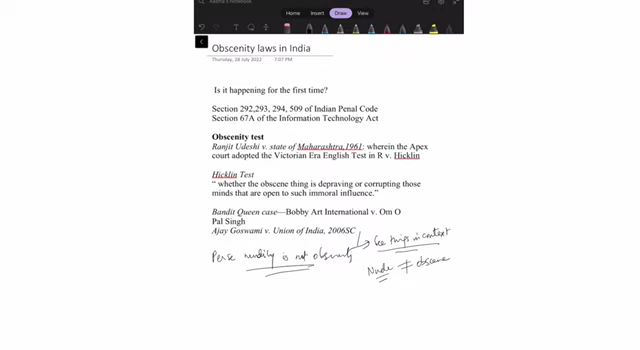 Home Insert Draw View
Obscenity laws in India
Thursday, 28 July 2022 7:07 PM
Is it happening for the first time?
Section 292,293, 294, 509 of Indian Penal Code
Section 67A of the Information Technology Act
Obscenity test
Ranjit Udeshi v. state of Maharashtra,1961: wherein the Apex
court adopted the Victorian Era English Test in R v. Hicklin
Hicklin Test
“ whether the obscene thing is depraving or corrupting those
minds that are open to such immoral influence.”
Bandit Queen case—Bobby Art International v. Om O
Pal Singh
Ajay Goswami v. Union of India, 2006SC
See things in context
Perse nudity is not obscenity
Nude ≠ obscene